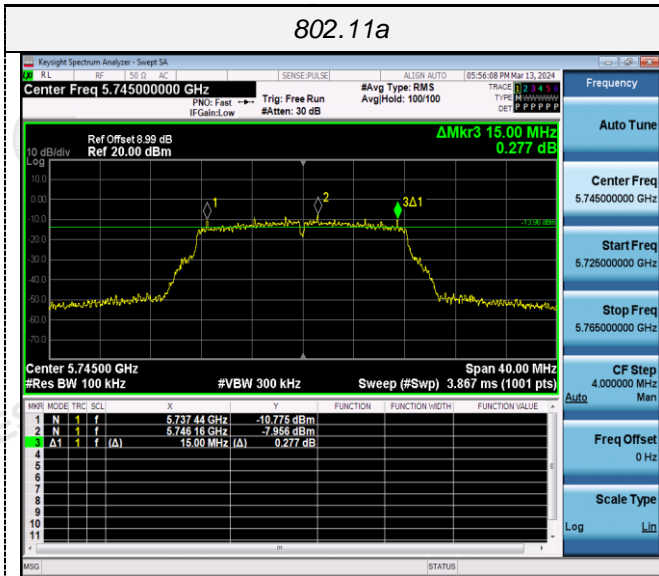 802.11a
Keysight Spectrum Analyzer - Swept SA
RL RF 50 Ω AC SENSE:PULSE ALIGN AUTO 05:56:08 PM Mar 13, 2024
Center Freq 5.745000000 GHz
PNO: Fast
IFGain:Low
Trig: Free Run
#Atten: 30 dB
#Avg Type: RMS
Avg|Hold: 100/100
TRACE 1 2 3 4 5 6
TYPE M W W W W W
DET P P P P P P
Ref Offset 8.99 dB
10 dB/div Ref 20.00 dBm
Log
ΔMkr3 15.00 MHz
0.277 dB
10.0
0.00
-10.0
-20.0
-30.0
-40.0
-50.0
-60.0
-70.0
1
2
3Δ1
-13.96 dBm
Center 5.74500 GHz Span 40.00 MHz
#Res BW 100 kHz #VBW 300 kHz Sweep (#Swp) 3.867 ms (1001 pts)
MKR MODE TRC SCL X Y FUNCTION FUNCTION WIDTH FUNCTION VALUE
1 N 1 f 5.737 44 GHz -10.775 dBm
2 N 1 f 5.746 16 GHz -7.956 dBm
3 Δ1 1 f (Δ) 15.00 MHz (Δ) 0.277 dB
4
5
6
7
8
9
10
11
MSG STATUS
Frequency
Auto Tune
Center Freq
5.745000000 GHz
Start Freq
5.725000000 GHz
Stop Freq
5.765000000 GHz
CF Step
4.000000 MHz
Auto Man
Freq Offset
0 Hz
Scale Type
Log Lin